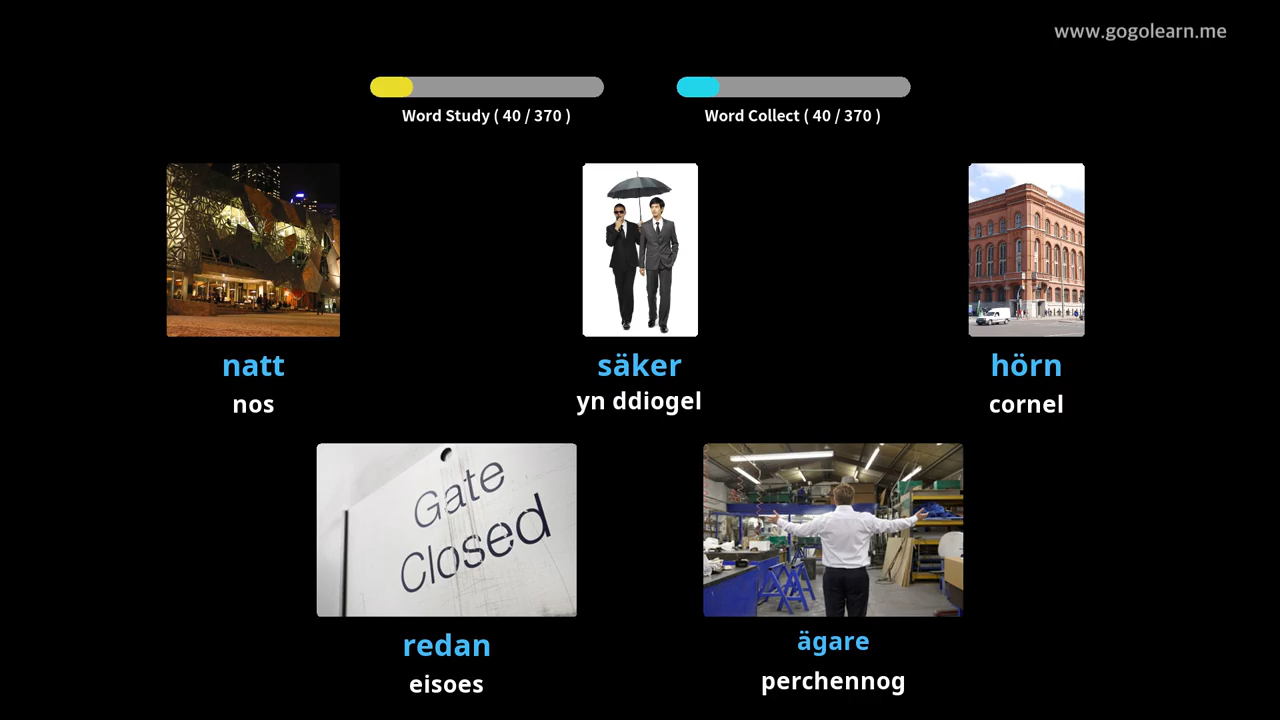 www.gogolearn.me
Word Study ( 40 / 370 )
Word Collect ( 40 / 370 )
natt
nos
säker
yn ddiogel
hörn
cornel
Gate
Closed
redan
eisoes
ägare
perchennog